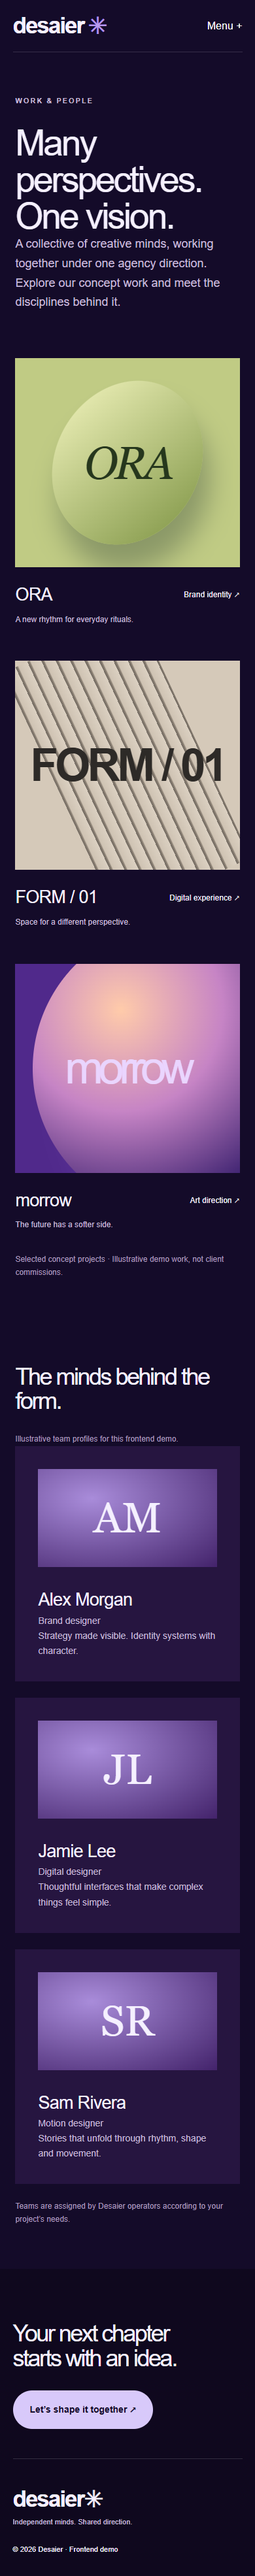 desaier ✳
Menu +
WORK & PEOPLE
Many
perspectives.
One vision.
A collective of creative minds, working
together under one agency direction.
Explore our concept work and meet the
disciplines behind it.
ORA
ORA
Brand identity ↗
A new rhythm for everyday rituals.
FORM / 01
FORM / 01
Digital experience ↗
Space for a different perspective.
morrow
morrow
Art direction ↗
The future has a softer side.
Selected concept projects · Illustrative demo work, not client
commissions.
The minds behind the
form.
Illustrative team profiles for this frontend demo.
AM
Alex Morgan
Brand designer
Strategy made visible. Identity systems with
character.
JL
Jamie Lee
Digital designer
Thoughtful interfaces that make complex
things feel simple.
SR
Sam Rivera
Motion designer
Stories that unfold through rhythm, shape
and movement.
Teams are assigned by Desaier operators according to your
project's needs.
Your next chapter
starts with an idea.
Let's shape it together ↗
desaier✳
Independent minds. Shared direction.
© 2026 Desaier · Frontend demo